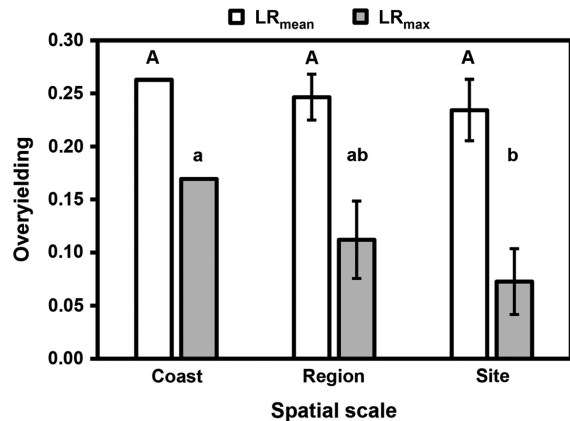 LRmean LRmax
0.30
0.25
0.20
0.15
0.10
0.05
0.00
Overyielding
A A A
a ab b
Coast Region Site
Spatial scale